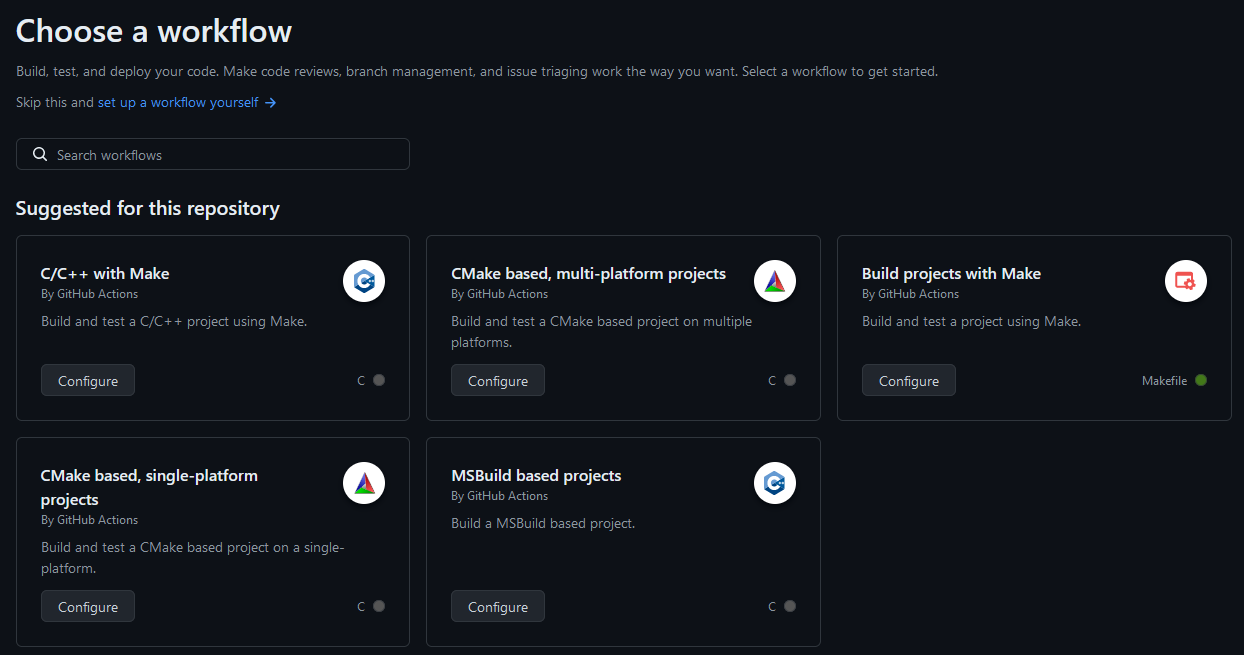 Choose a workflow
Build, test, and deploy your code. Make code reviews, branch management, and issue triaging work the way you want. Select a workflow to get started.
Skip this and set up a workflow yourself →
Search workflows
Suggested for this repository
C/C++ with Make
By GitHub Actions
Build and test a C/C++ project using Make.
Configure
C
CMake based, multi-platform projects
By GitHub Actions
Build and test a CMake based project on multiple
platforms.
Configure
C
Build projects with Make
By GitHub Actions
Build and test a project using Make.
Configure
Makefile
CMake based, single-platform
projects
By GitHub Actions
Build and test a CMake based project on a single-
platform.
Configure
C
MSBuild based projects
By GitHub Actions
Build a MSBuild based project.
Configure
C